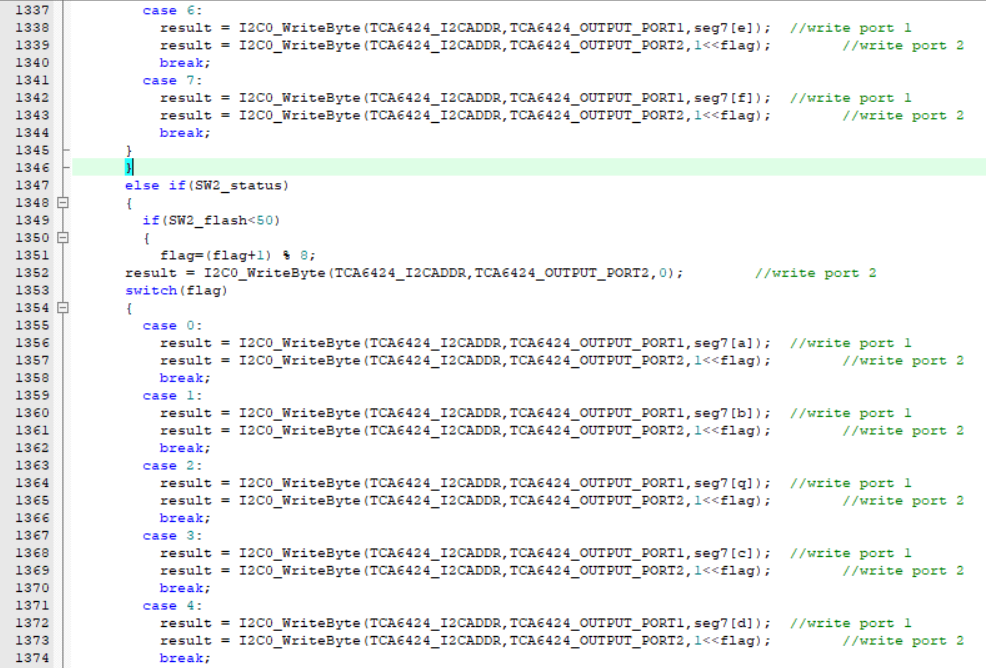 1337 case 6:
1338 result = I2C0_WriteByte(TCA6424_I2CADDR,TCA6424_OUTPUT_PORT1,seg7[e]); //write port 1
1339 result = I2C0_WriteByte(TCA6424_I2CADDR,TCA6424_OUTPUT_PORT2,1<<flag); //write port 2
1340 break;
1341 case 7:
1342 result = I2C0_WriteByte(TCA6424_I2CADDR,TCA6424_OUTPUT_PORT1,seg7[f]); //write port 1
1343 result = I2C0_WriteByte(TCA6424_I2CADDR,TCA6424_OUTPUT_PORT2,1<<flag); //write port 2
1344 break;
1345 }
1346 }
1347 else if(SW2_status)
1348 {
1349 if(SW2_flash<50)
1350 {
1351 flag=(flag+1) % 8;
1352 result = I2C0_WriteByte(TCA6424_I2CADDR,TCA6424_OUTPUT_PORT2,0); //write port 2
1353 switch(flag)
1354 {
1355 case 0:
1356 result = I2C0_WriteByte(TCA6424_I2CADDR,TCA6424_OUTPUT_PORT1,seg7[a]); //write port 1
1357 result = I2C0_WriteByte(TCA6424_I2CADDR,TCA6424_OUTPUT_PORT2,1<<flag); //write port 2
1358 break;
1359 case 1:
1360 result = I2C0_WriteByte(TCA6424_I2CADDR,TCA6424_OUTPUT_PORT1,seg7[b]); //write port 1
1361 result = I2C0_WriteByte(TCA6424_I2CADDR,TCA6424_OUTPUT_PORT2,1<<flag); //write port 2
1362 break;
1363 case 2:
1364 result = I2C0_WriteByte(TCA6424_I2CADDR,TCA6424_OUTPUT_PORT1,seg7[q]); //write port 1
1365 result = I2C0_WriteByte(TCA6424_I2CADDR,TCA6424_OUTPUT_PORT2,1<<flag); //write port 2
1366 break;
1367 case 3:
1368 result = I2C0_WriteByte(TCA6424_I2CADDR,TCA6424_OUTPUT_PORT1,seg7[c]); //write port 1
1369 result = I2C0_WriteByte(TCA6424_I2CADDR,TCA6424_OUTPUT_PORT2,1<<flag); //write port 2
1370 break;
1371 case 4:
1372 result = I2C0_WriteByte(TCA6424_I2CADDR,TCA6424_OUTPUT_PORT1,seg7[d]); //write port 1
1373 result = I2C0_WriteByte(TCA6424_I2CADDR,TCA6424_OUTPUT_PORT2,1<<flag); //write port 2
1374 break;